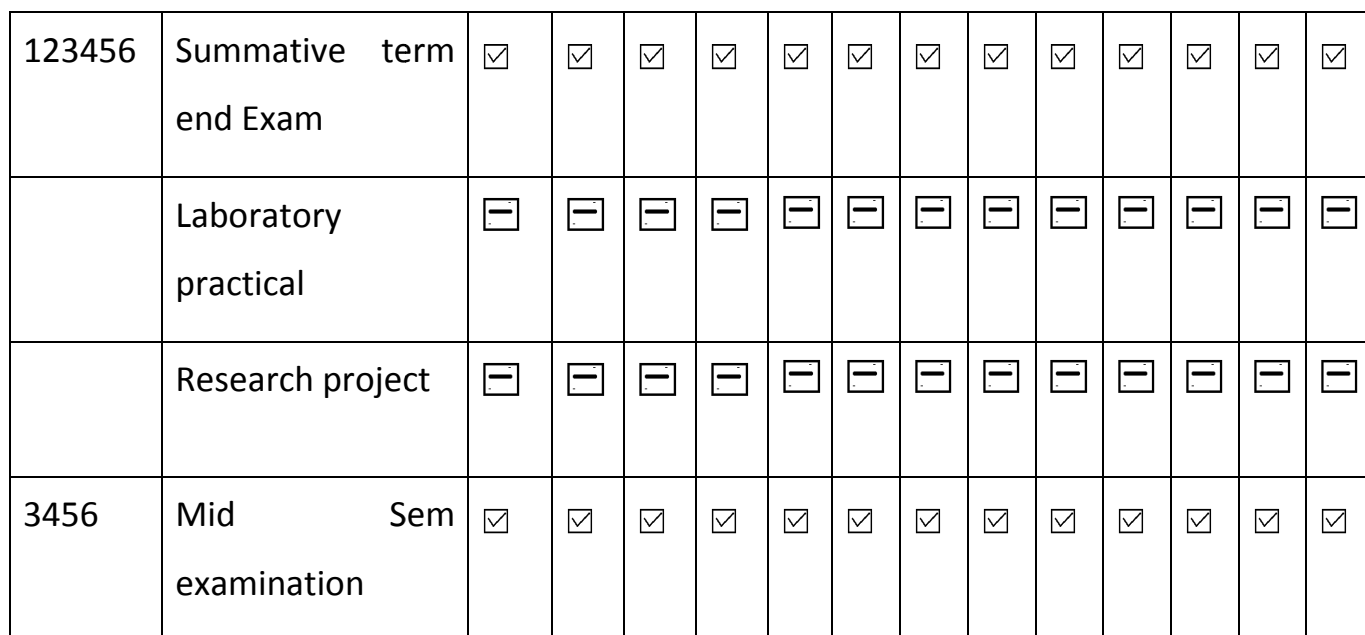 123456 Summative term ☑ ☑ ☑ ☑ ☑ ☑ ☑ ☑ ☑ ☑ ☑ ☑ ☑
end Exam
Laboratory
practical
Research project
3456 Mid Sem ☑ ☑ ☑ ☑ ☑ ☑ ☑ ☑ ☑ ☑ ☑ ☑ ☑
examination